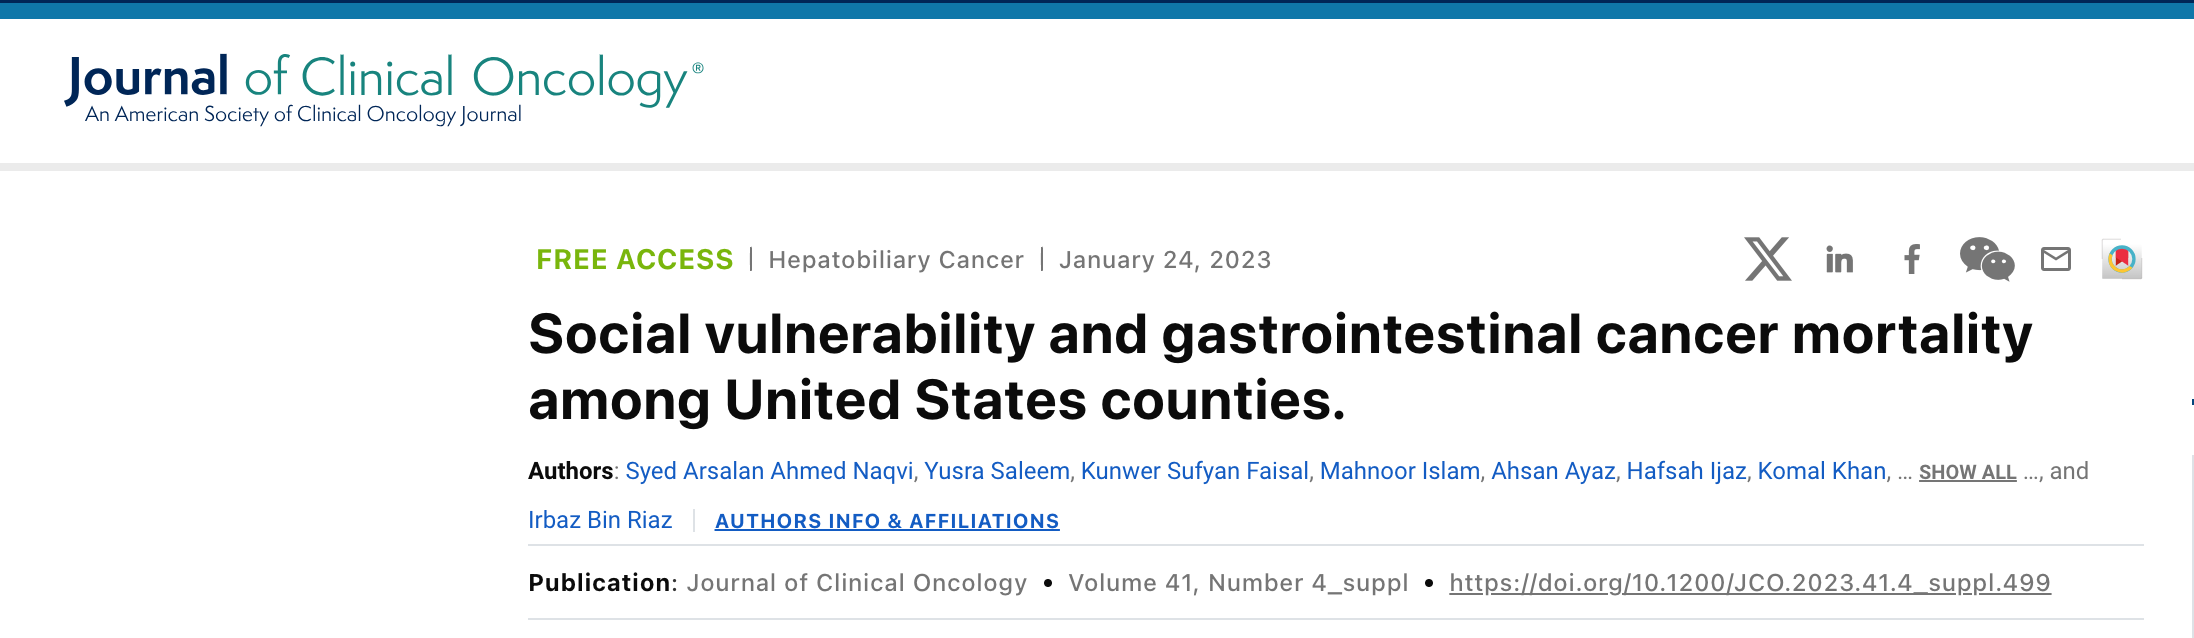 Journal of Clinical Oncology®
An American Society of Clinical Oncology Journal
FREE ACCESS | Hepatobiliary Cancer | January 24, 2023
Social vulnerability and gastrointestinal cancer mortality
among United States counties.
Authors: Syed Arsalan Ahmed Naqvi, Yusra Saleem, Kunwer Sufyan Faisal, Mahnoor Islam, Ahsan Ayaz, Hafsah Ijaz, Komal Khan, ... SHOW ALL ..., and
Irbaz Bin Riaz | AUTHORS INFO & AFFILIATIONS
Publication: Journal of Clinical Oncology • Volume 41, Number 4_suppl • https://doi.org/10.1200/JCO.2023.41.4_suppl.499